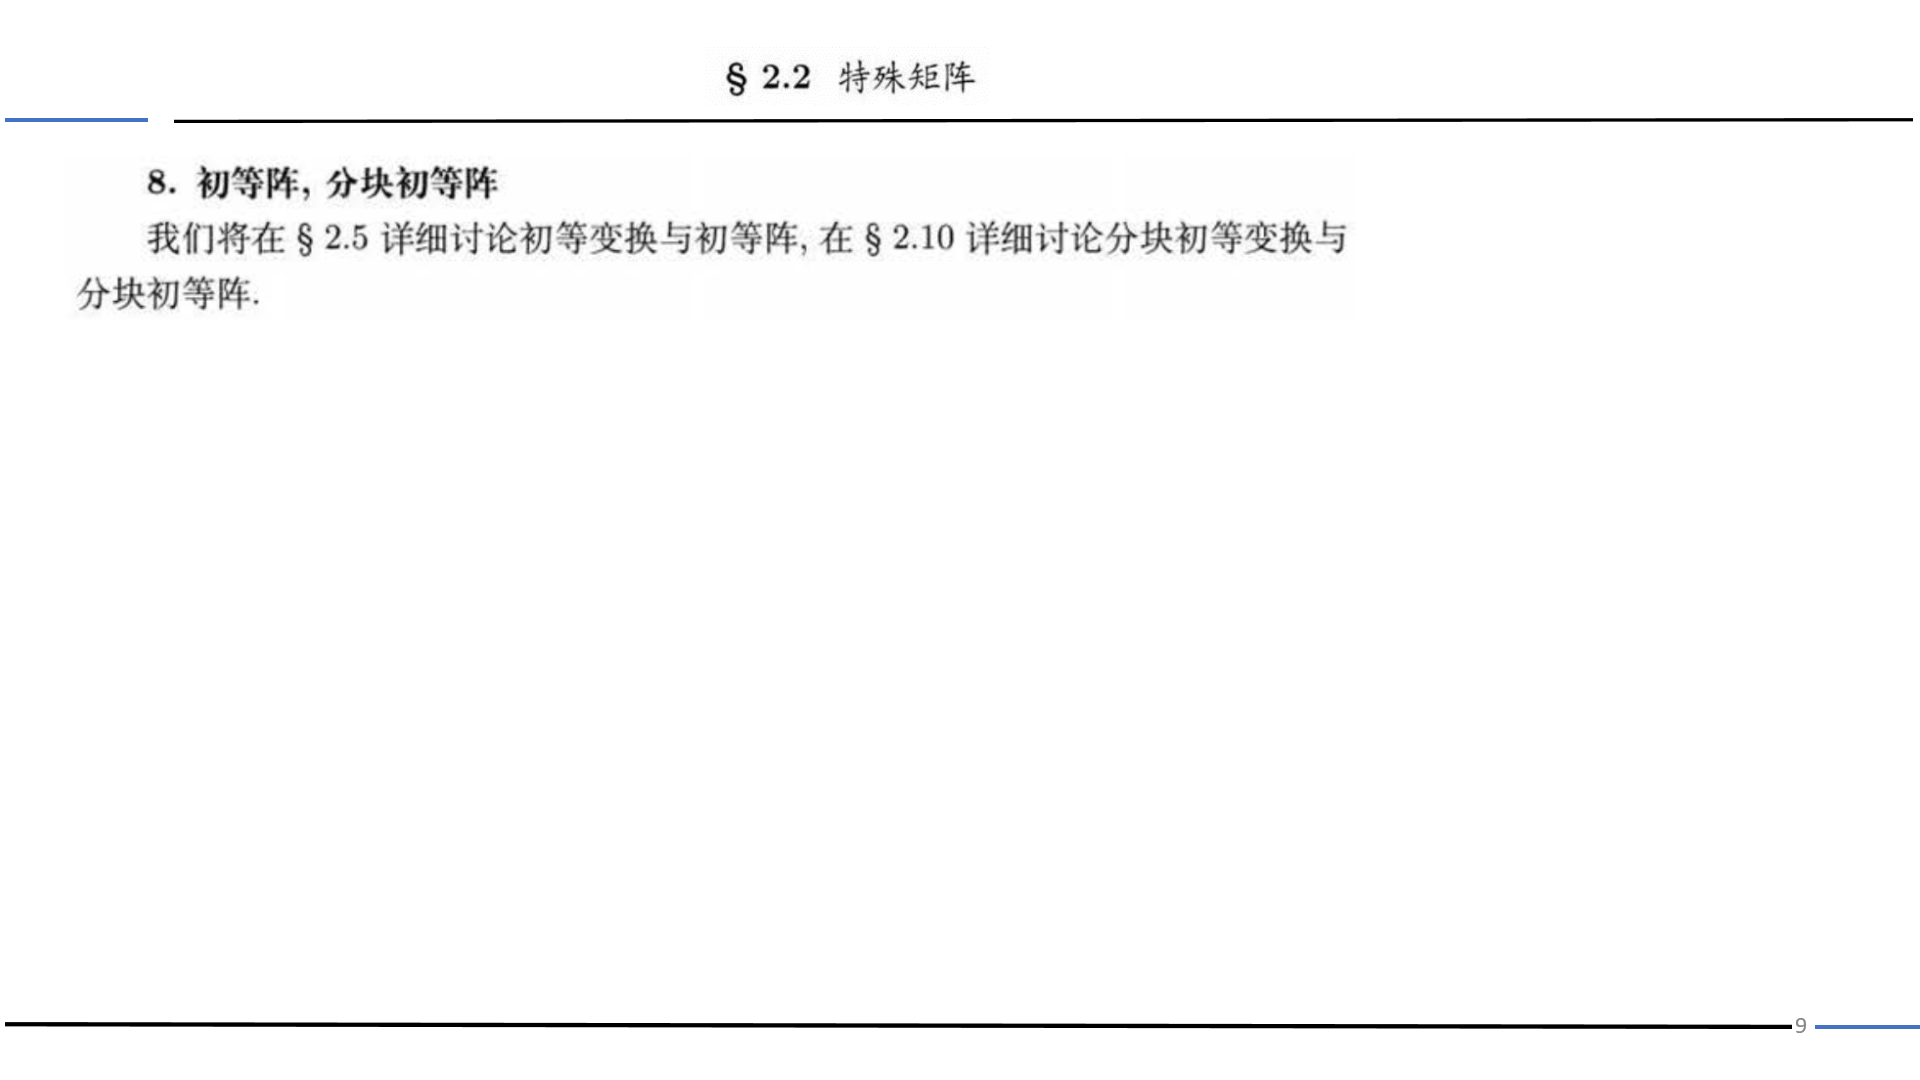 § 2.2 特殊矩阵
8. 初等阵, 分块初等阵
我们将在 § 2.5 详细讨论初等变换与初等阵, 在 § 2.10 详细讨论分块初等变换与
分块初等阵.
9